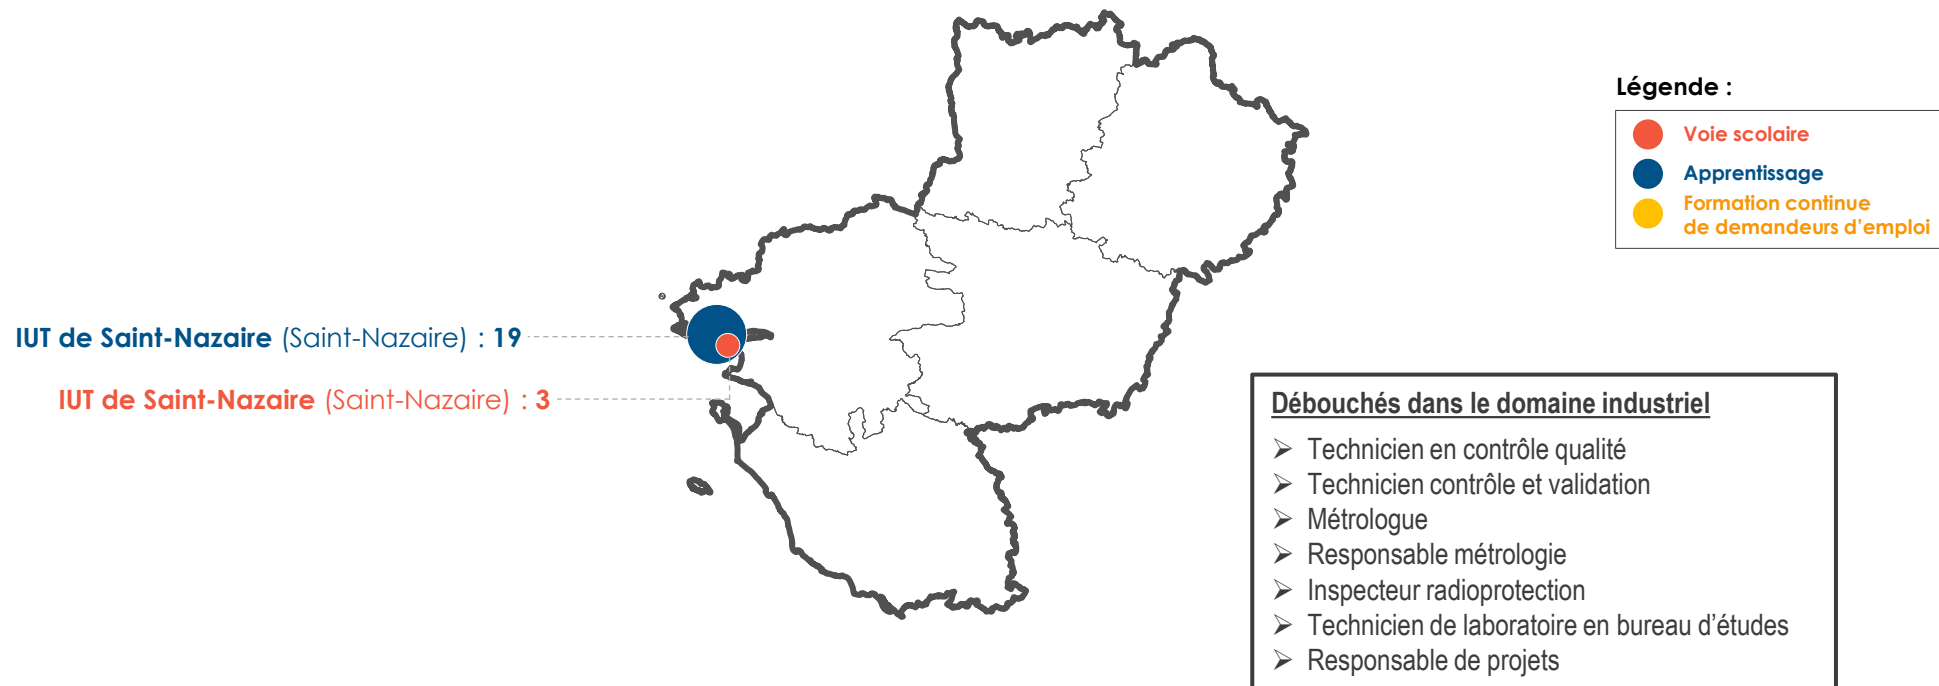 Légende :
Voie scolaire
Apprentissage
Formation continue
de demandeurs d'emploi
IUT de Saint-Nazaire (Saint-Nazaire) : 19
IUT de Saint-Nazaire (Saint-Nazaire) : 3
Débouchés dans le domaine industriel
➢ Technicien en contrôle qualité
➢ Technicien contrôle et validation
➢ Métrologue
➢ Responsable métrologie
➢ Inspecteur radioprotection
➢ Technicien de laboratoire en bureau d'études
➢ Responsable de projets